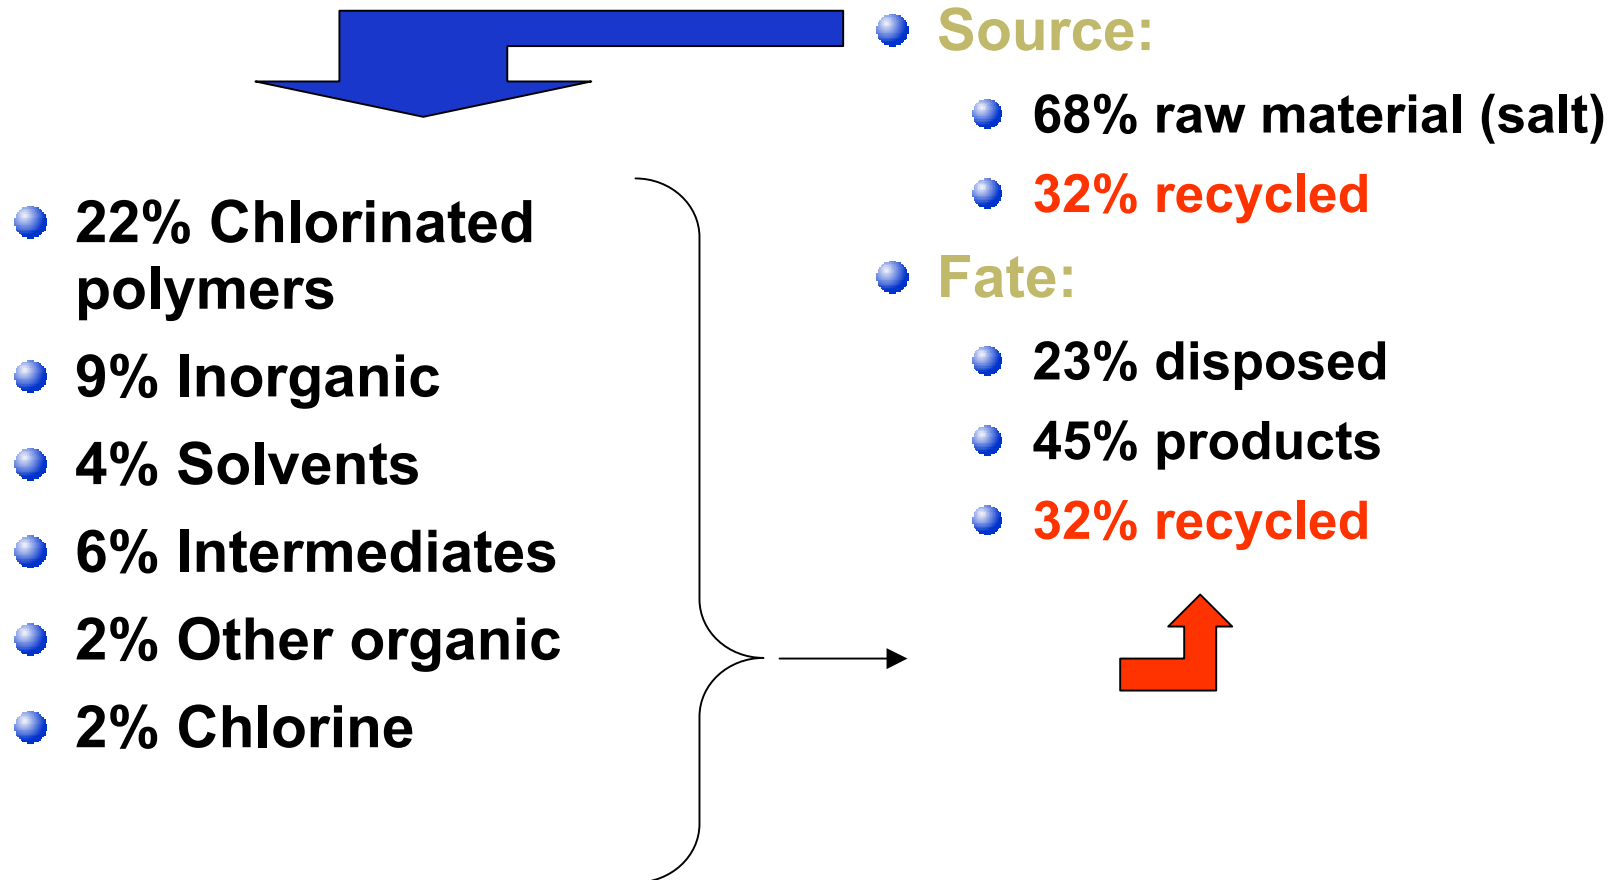 Source:
68% raw material (salt)
32% recycled
Fate:
23% disposed
45% products
32% recycled
22% Chlorinated
polymers
9% Inorganic
4% Solvents
6% Intermediates
2% Other organic
2% Chlorine